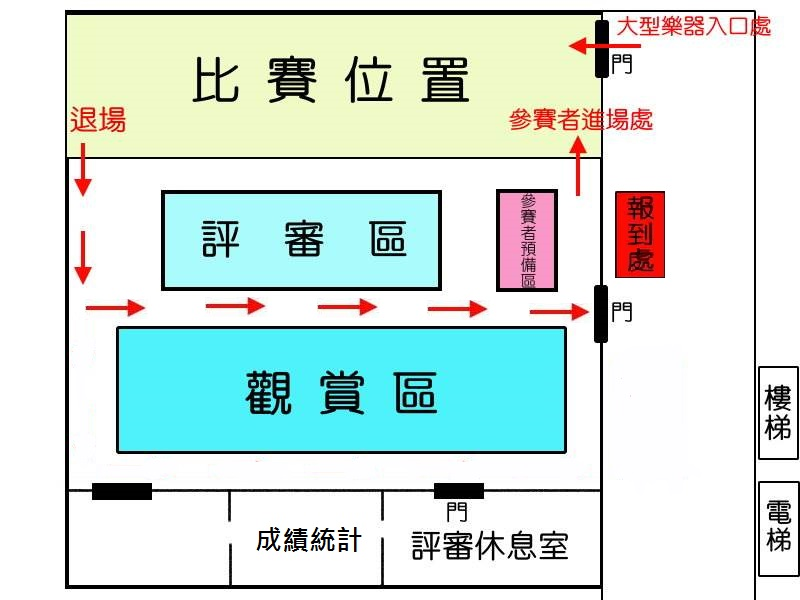 大型樂器入口處
門
比賽位置
退場
參賽者進場處
評審區
參賽者預備區
報到處
門
觀賞區
樓梯
門
成績統計
評審休息室
電梯